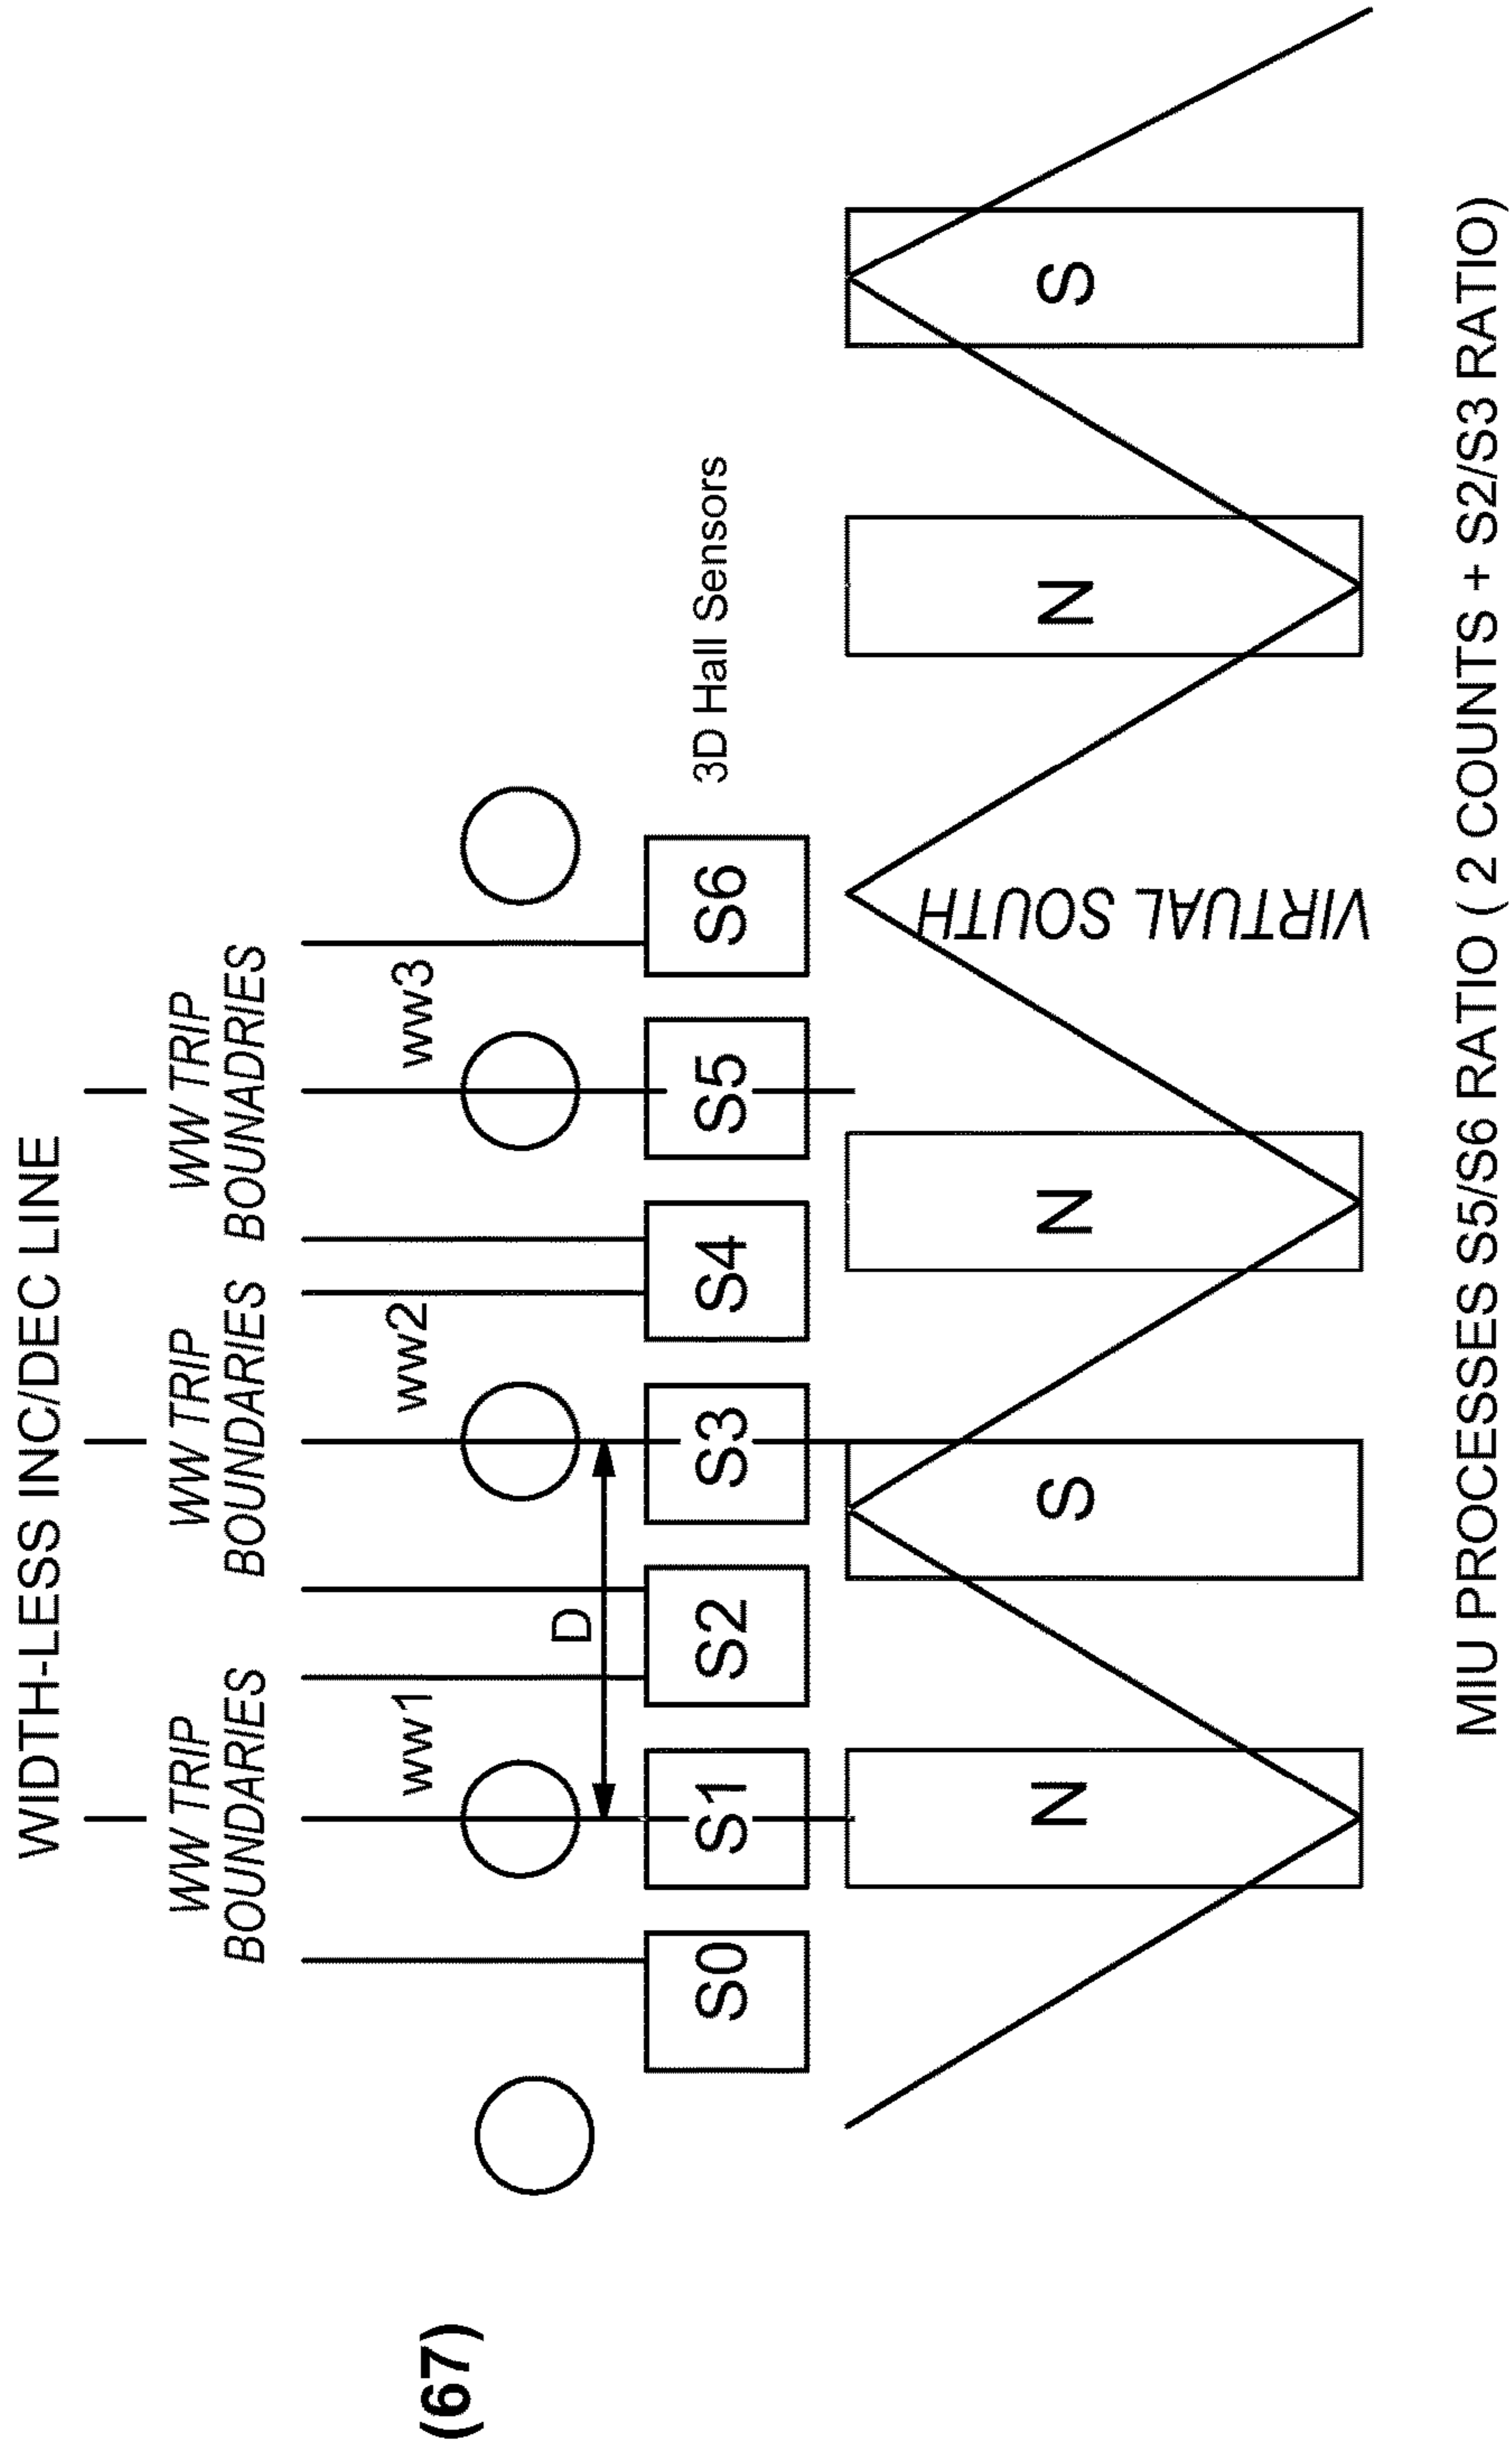 WIDTH-LESS INC/DEC LINE
WW TRIP
BOUNDARIES
WW TRIP
BOUNDARIES
WW TRIP
BOUNADRIES
ww1
ww2
ww3
(67)
D
S0
S1
S2
S3
S4
S5
S6
3D Hall Sensors
N
S
N
VIRTUAL SOUTH
N
S
MIU PROCESSES S5/S6 RATIO ( 2 COUNTS + S2/S3 RATIO)